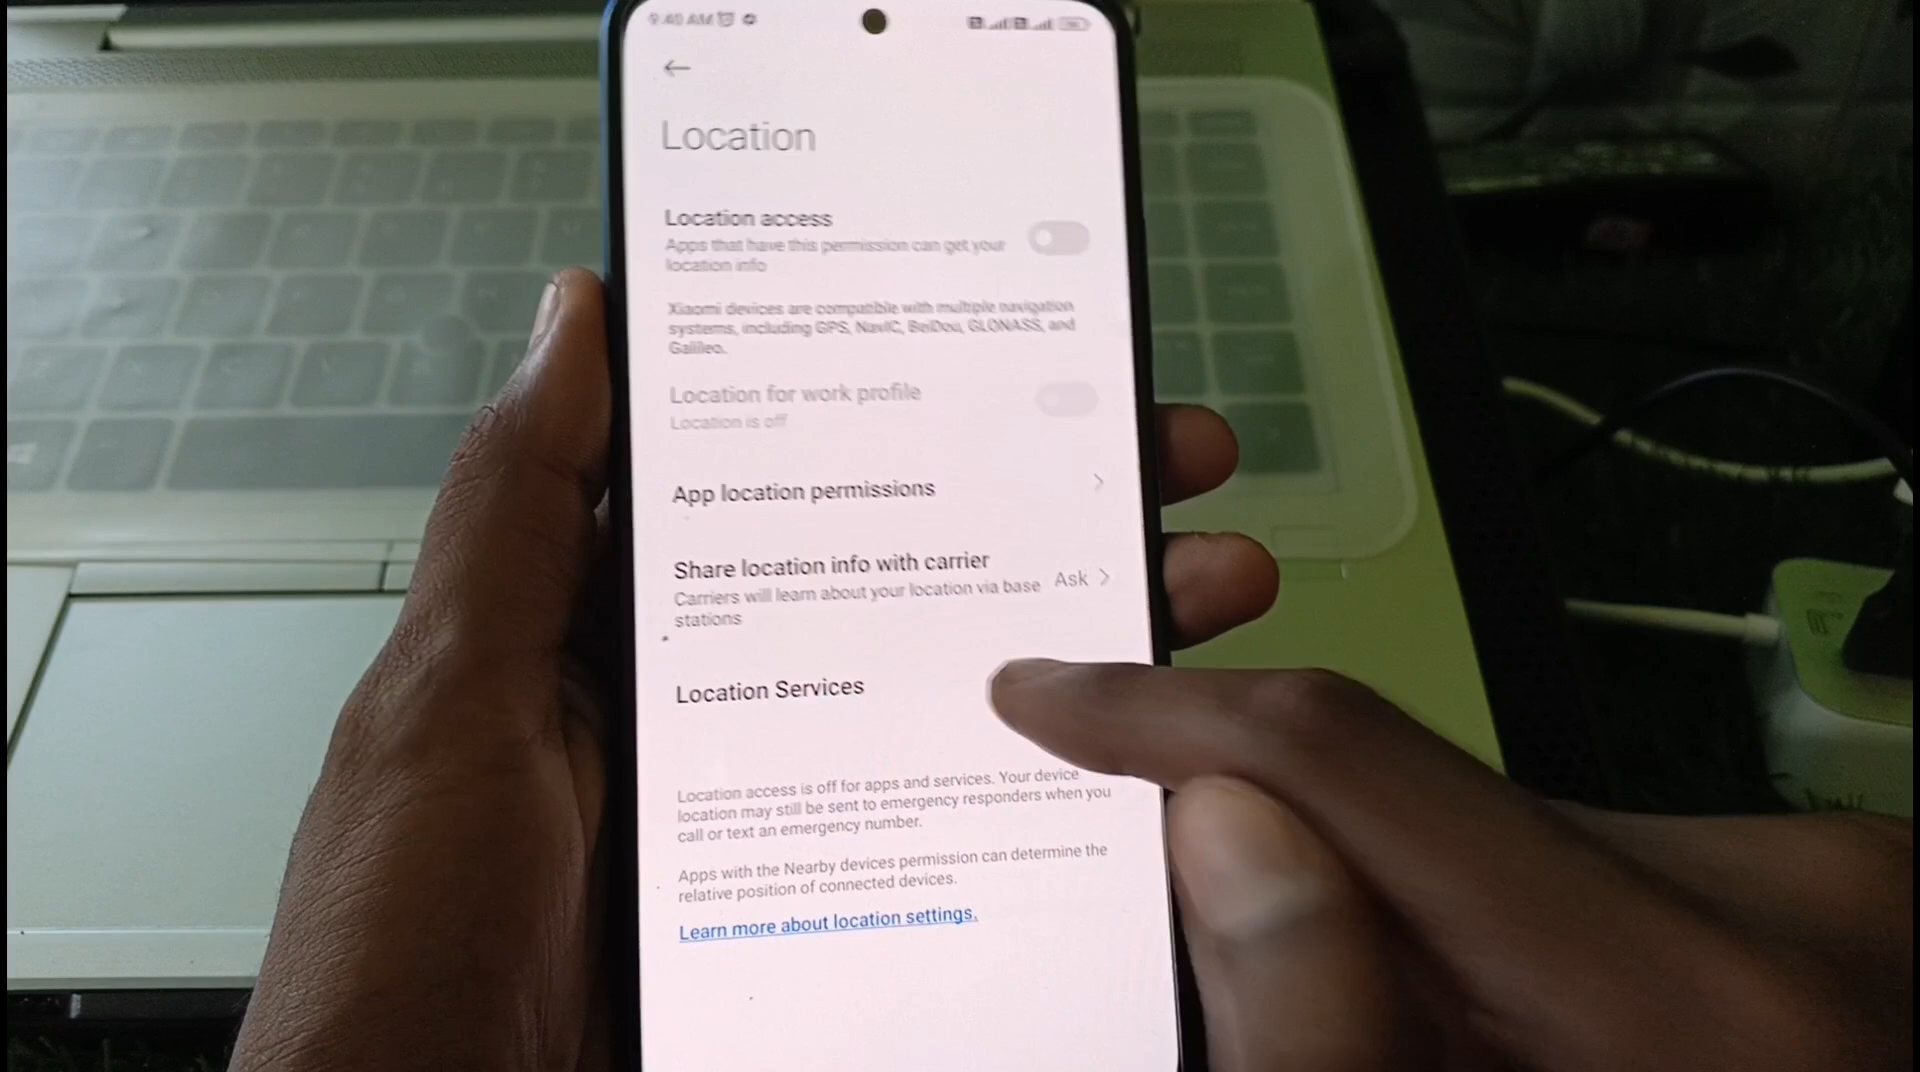 9:40 AM
Location
Location access
Apps that have this permission can get your
location info
Xiaomi devices are compatible with multiple navigation
systems, including GPS, NavIC, BeiDou, GLONASS, and
Galileo.
Location for work profile
Location is off
App location permissions
Share location info with carrier
Carriers will learn about your location via base
stations
Ask
Location Services
Location access is off for apps and services. Your device
location may still be sent to emergency responders when you
call or text an emergency number.
Apps with the Nearby devices permission can determine the
relative position of connected devices.
Learn more about location settings.